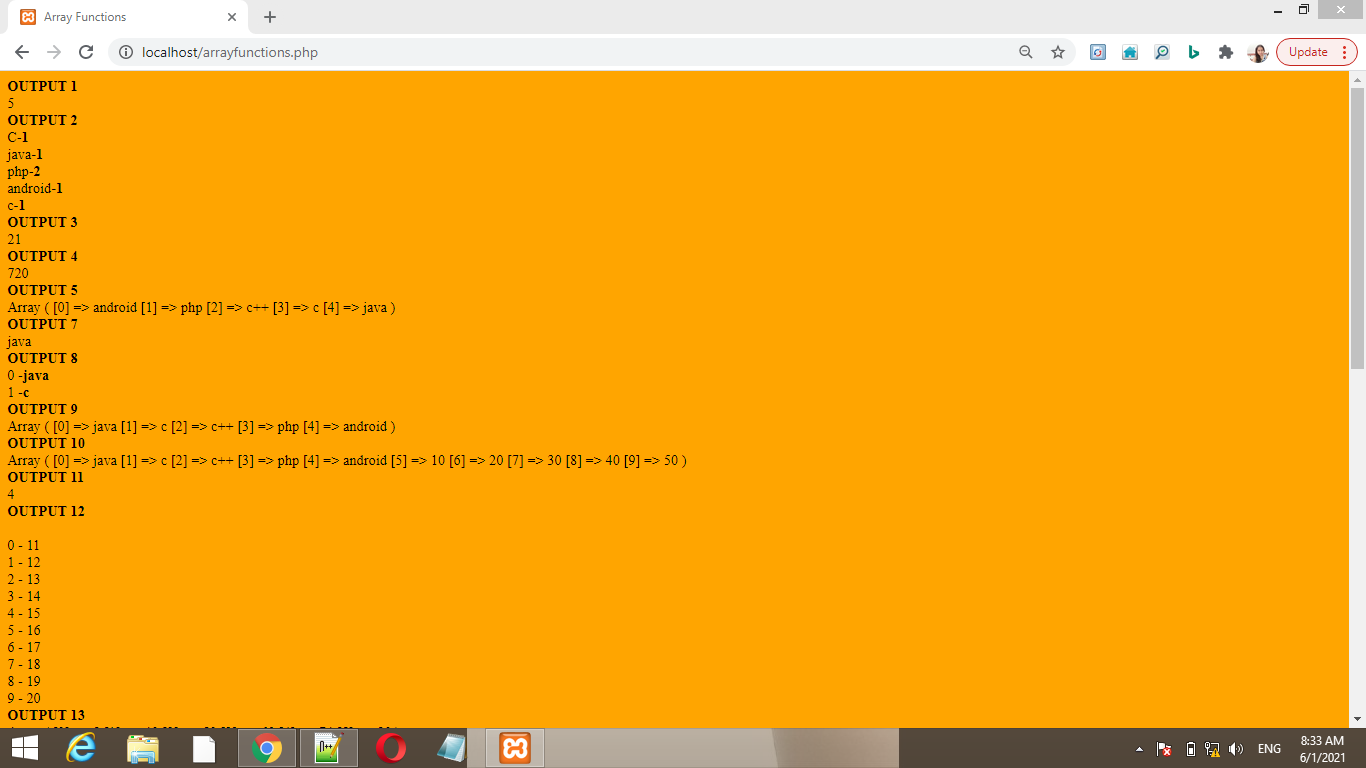 Array Functions
localhost/arrayfunctions.php
Update
OUTPUT 1
5
OUTPUT 2
C-1
java-1
php-2
android-1
c-1
OUTPUT 3
21
OUTPUT 4
720
OUTPUT 5
Array ( [0] => android [1] => php [2] => c++ [3] => c [4] => java )
OUTPUT 7
java
OUTPUT 8
0 -java
1 -c
OUTPUT 9
Array ( [0] => java [1] => c [2] => c++ [3] => php [4] => android )
OUTPUT 10
Array ( [0] => java [1] => c [2] => c++ [3] => php [4] => android [5] => 10 [6] => 20 [7] => 30 [8] => 40 [9] => 50 )
OUTPUT 11
4
OUTPUT 12
0 - 11
1 - 12
2 - 13
3 - 14
4 - 15
5 - 16
6 - 17
7 - 18
8 - 19
9 - 20
OUTPUT 13
ENG
8:33 AM
6/1/2021